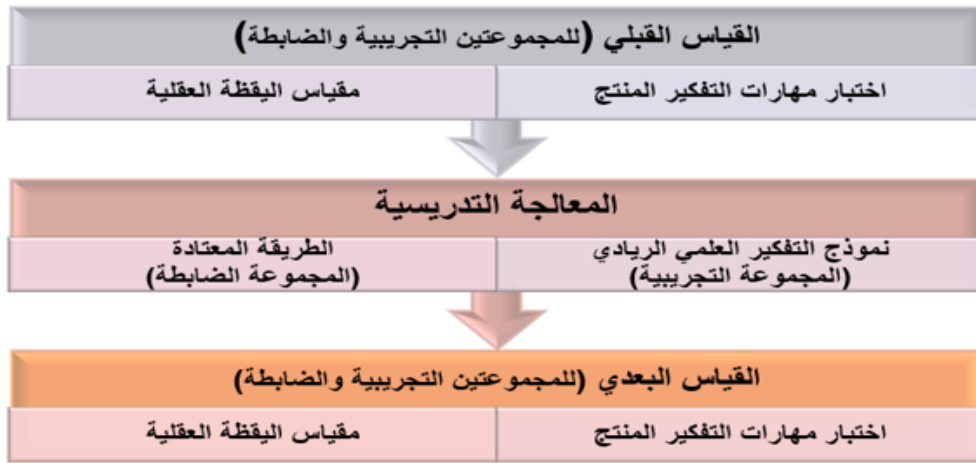 القياس القبلي (للمجموعتين التجريبية والضابطة)
اختبار مهارات التفكير المنتج
مقياس اليقظة العقلية
المعالجة التدريسية
نموذج التفكير العلمي الريادي
(المجموعة التجريبية)
الطريقة المعتادة
(المجموعة الضابطة)
القياس البعدي (للمجموعتين التجريبية والضابطة)
اختبار مهارات التفكير المنتج
مقياس اليقظة العقلية